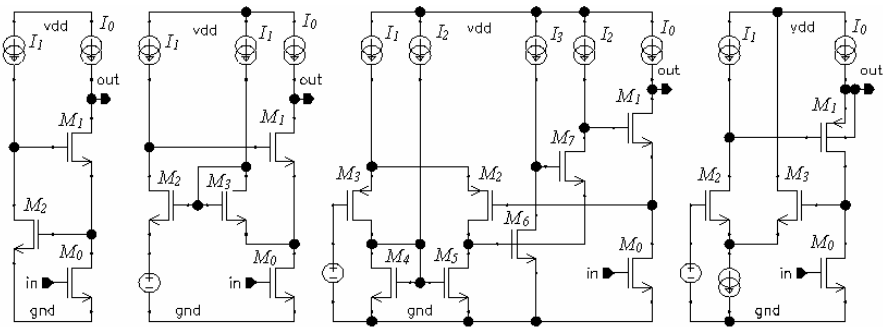 vdd I0
I1
out
M1
M2
M0
in
gnd
vdd
I1 I1 I0
out
M1
M2 M3
M0
in
gnd
vdd
I1 I2 I3 I2 I0
out
M1
M7
M3 M2
M6
M4 M5 M0
in
gnd
vdd
I1 I0
out
M1
M2 M3
M0
in
gnd